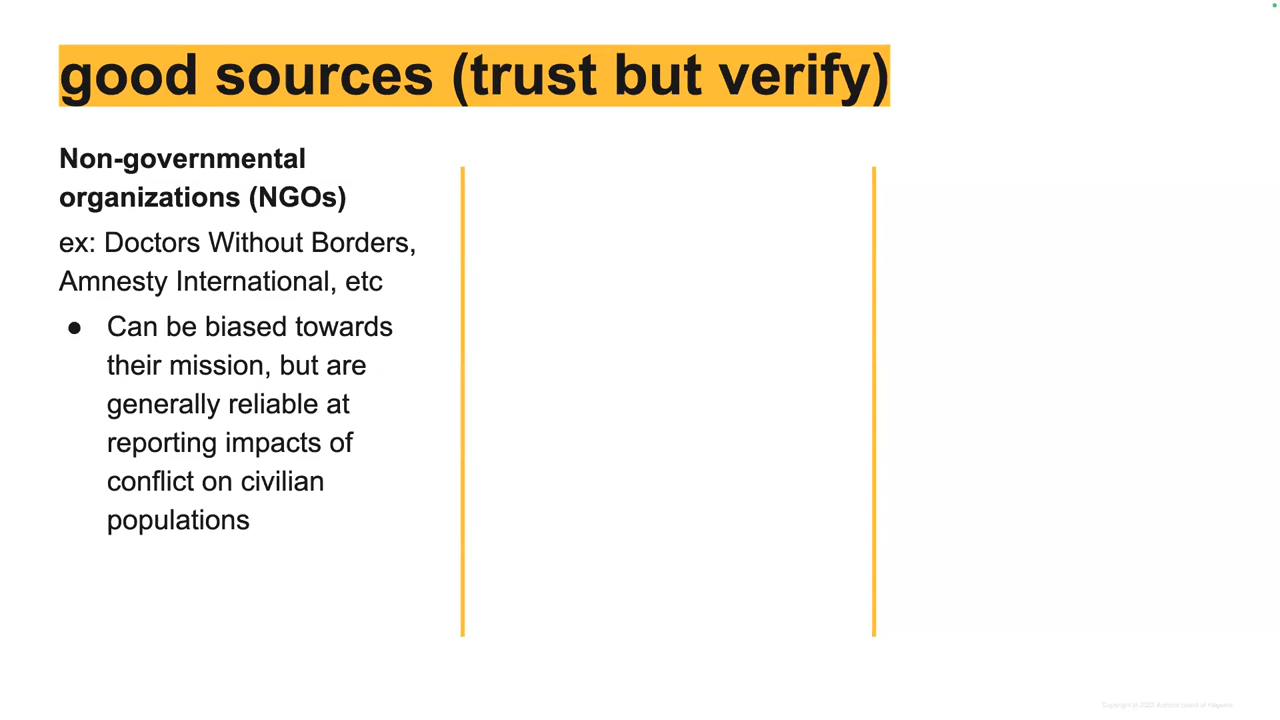 good sources (trust but verify)
Non-governmental
organizations (NGOs)
ex: Doctors Without Borders,
Amnesty International, etc
● Can be biased towards
their mission, but are
generally reliable at
reporting impacts of
conflict on civilian
populations